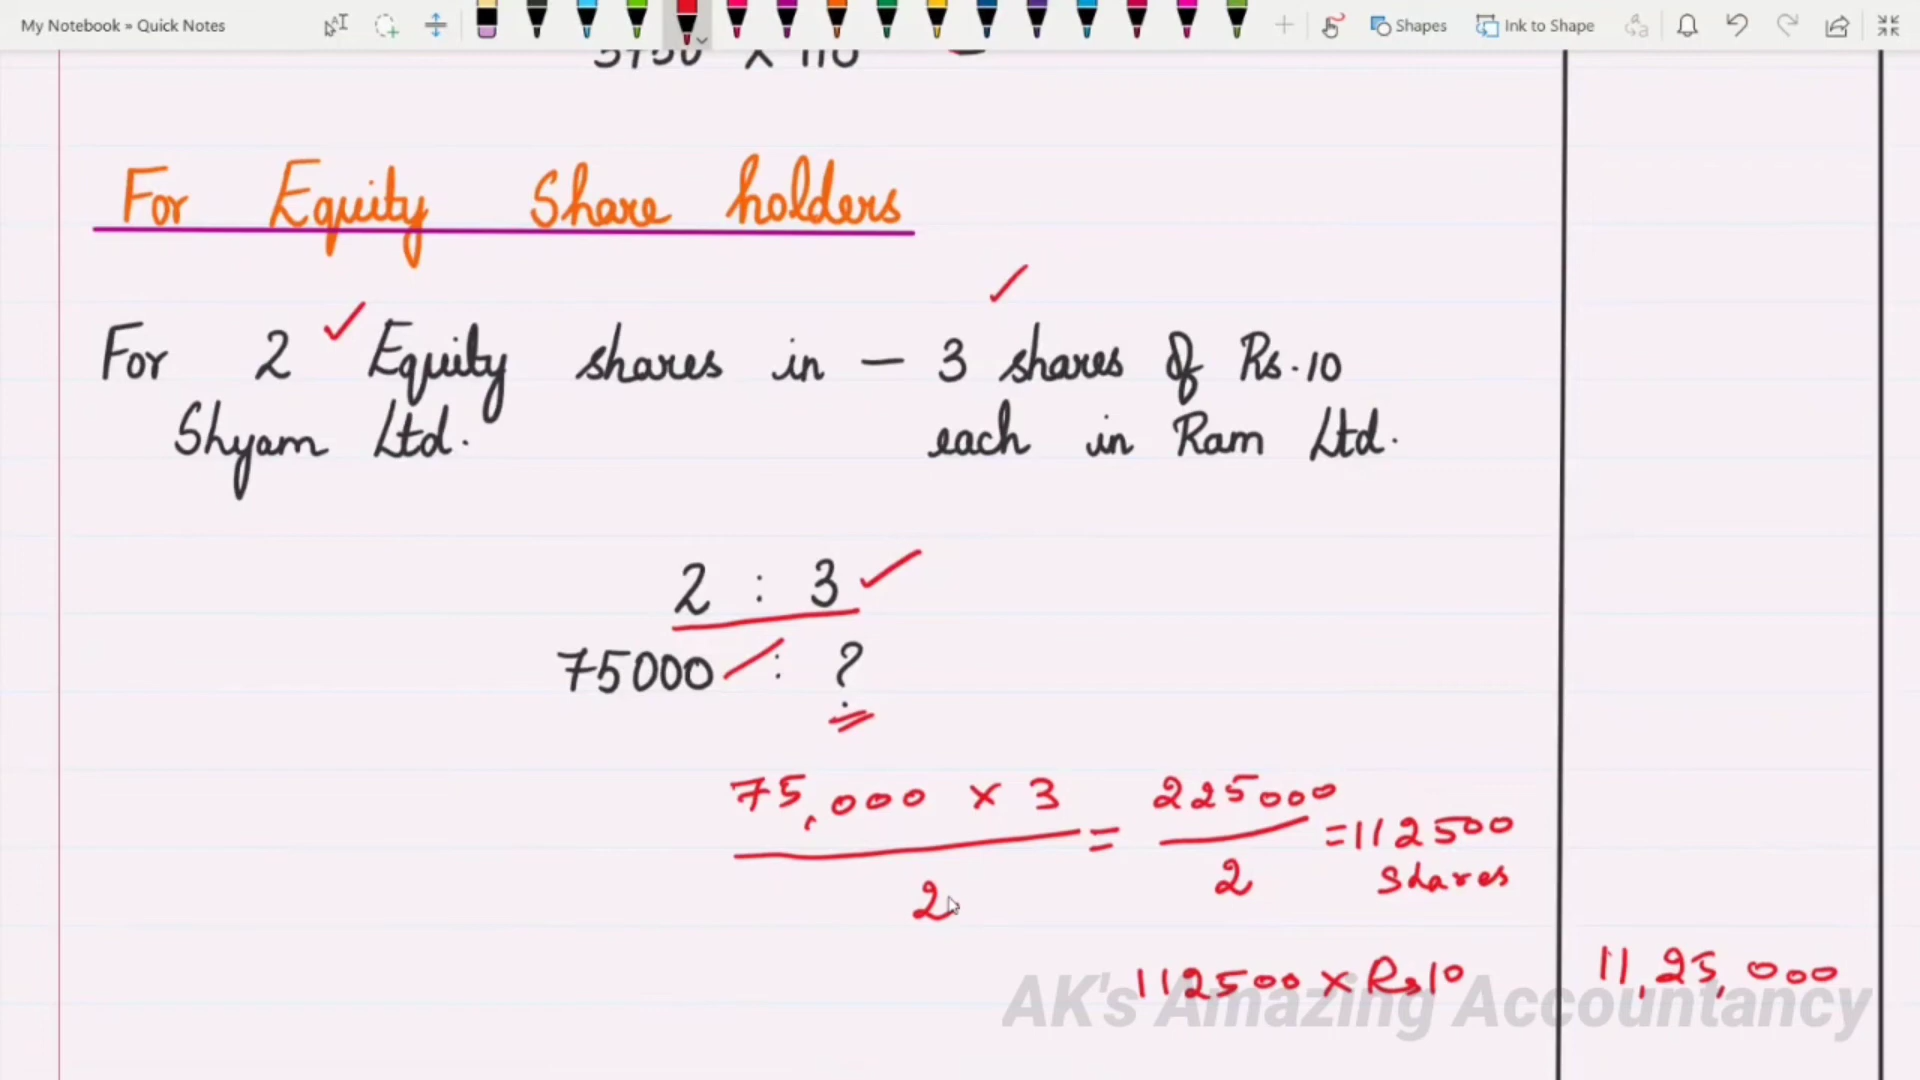 My Notebook » Quick Notes
Shapes
Ink to Shape
3750 x 110
For Equity Share holders
For 2 Equity shares in – 3 shares of Rs.10
Shyam Ltd. each in Ram Ltd.
2 : 3
75000 : ?
75,000 x 3 = 225000 = 112500
2 2 Shares
112500 x Rs 10 11,25,000
AK's Amazing Accountancy